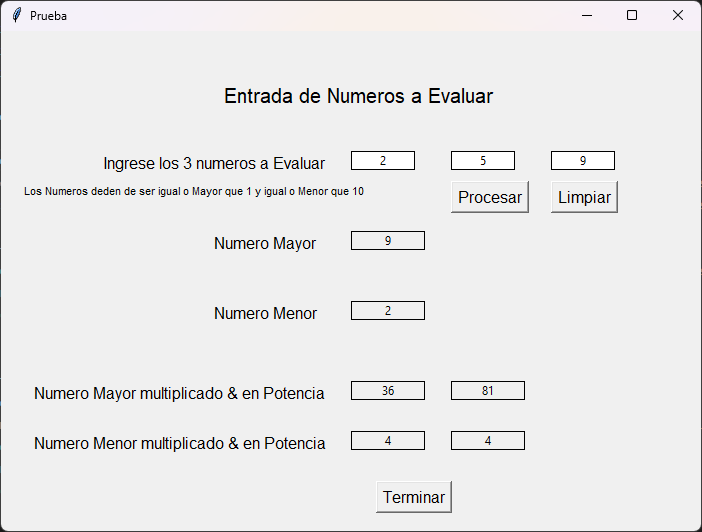 Prueba
Entrada de Numeros a Evaluar
Ingrese los 3 numeros a Evaluar 2 5 9
Los Numeros deden de ser igual o Mayor que 1 y igual o Menor que 10
Procesar Limpiar
Numero Mayor 9
Numero Menor 2
Numero Mayor multiplicado & en Potencia 36 81
Numero Menor multiplicado & en Potencia 4 4
Terminar